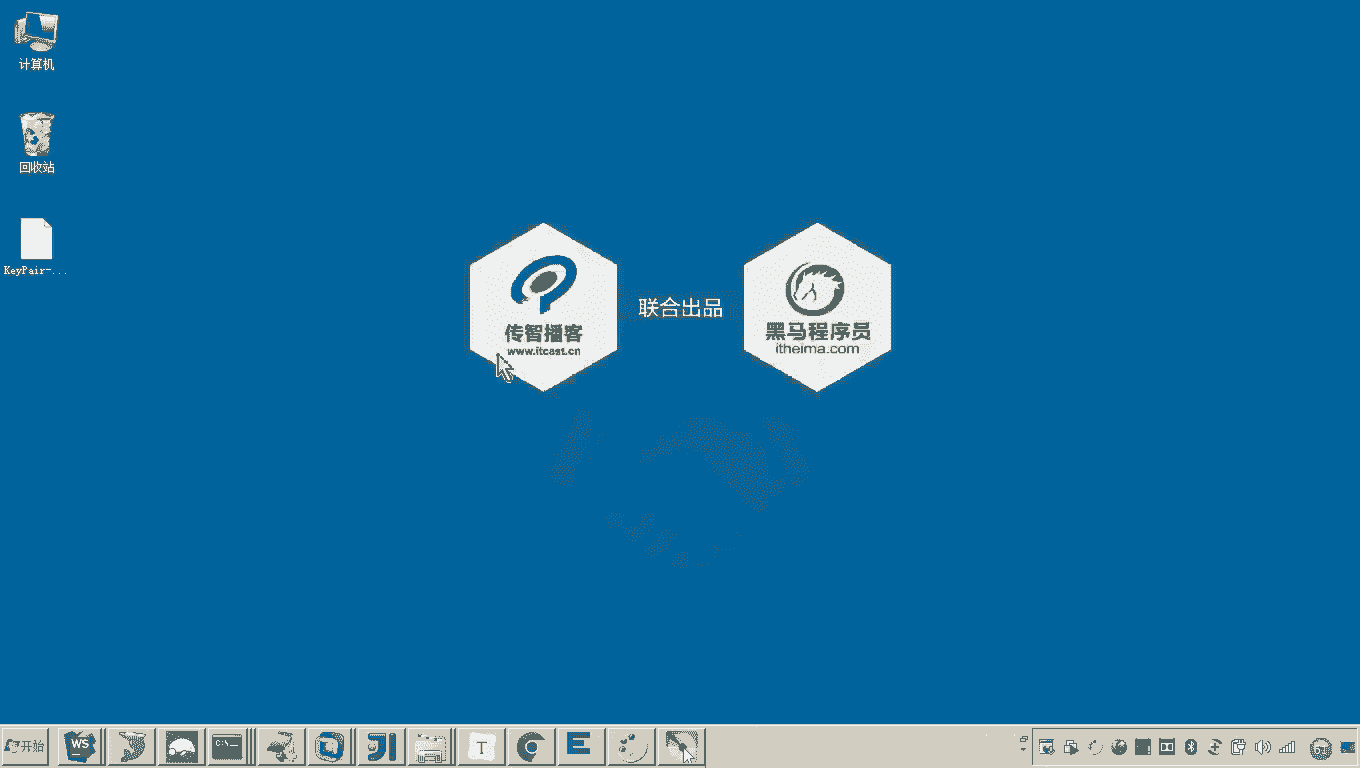 计算机
回收站
KeyPair-...
传智播客
www.itcast.cn
联合出品
黑马程序员
itheima.com
开始
WS
C:\
JI
T
E